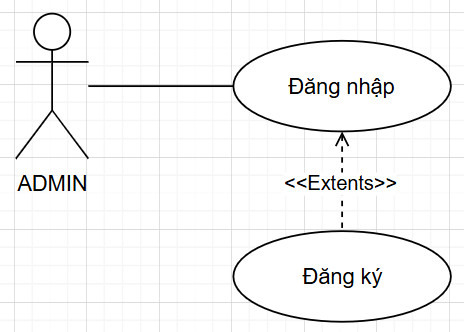 Đăng nhập
ADMIN
<<Extents>>
Đăng ký